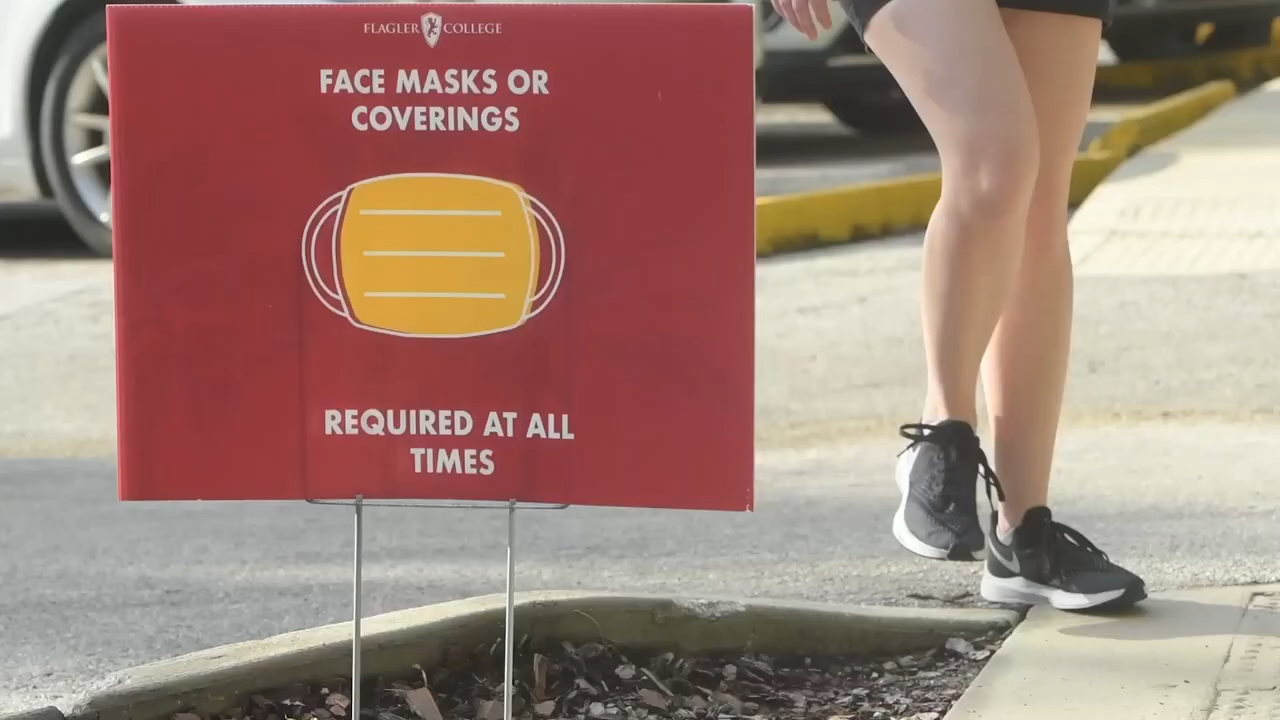 FLAGLER COLLEGE
FACE MASKS OR
COVERINGS
REQUIRED AT ALL
TIMES